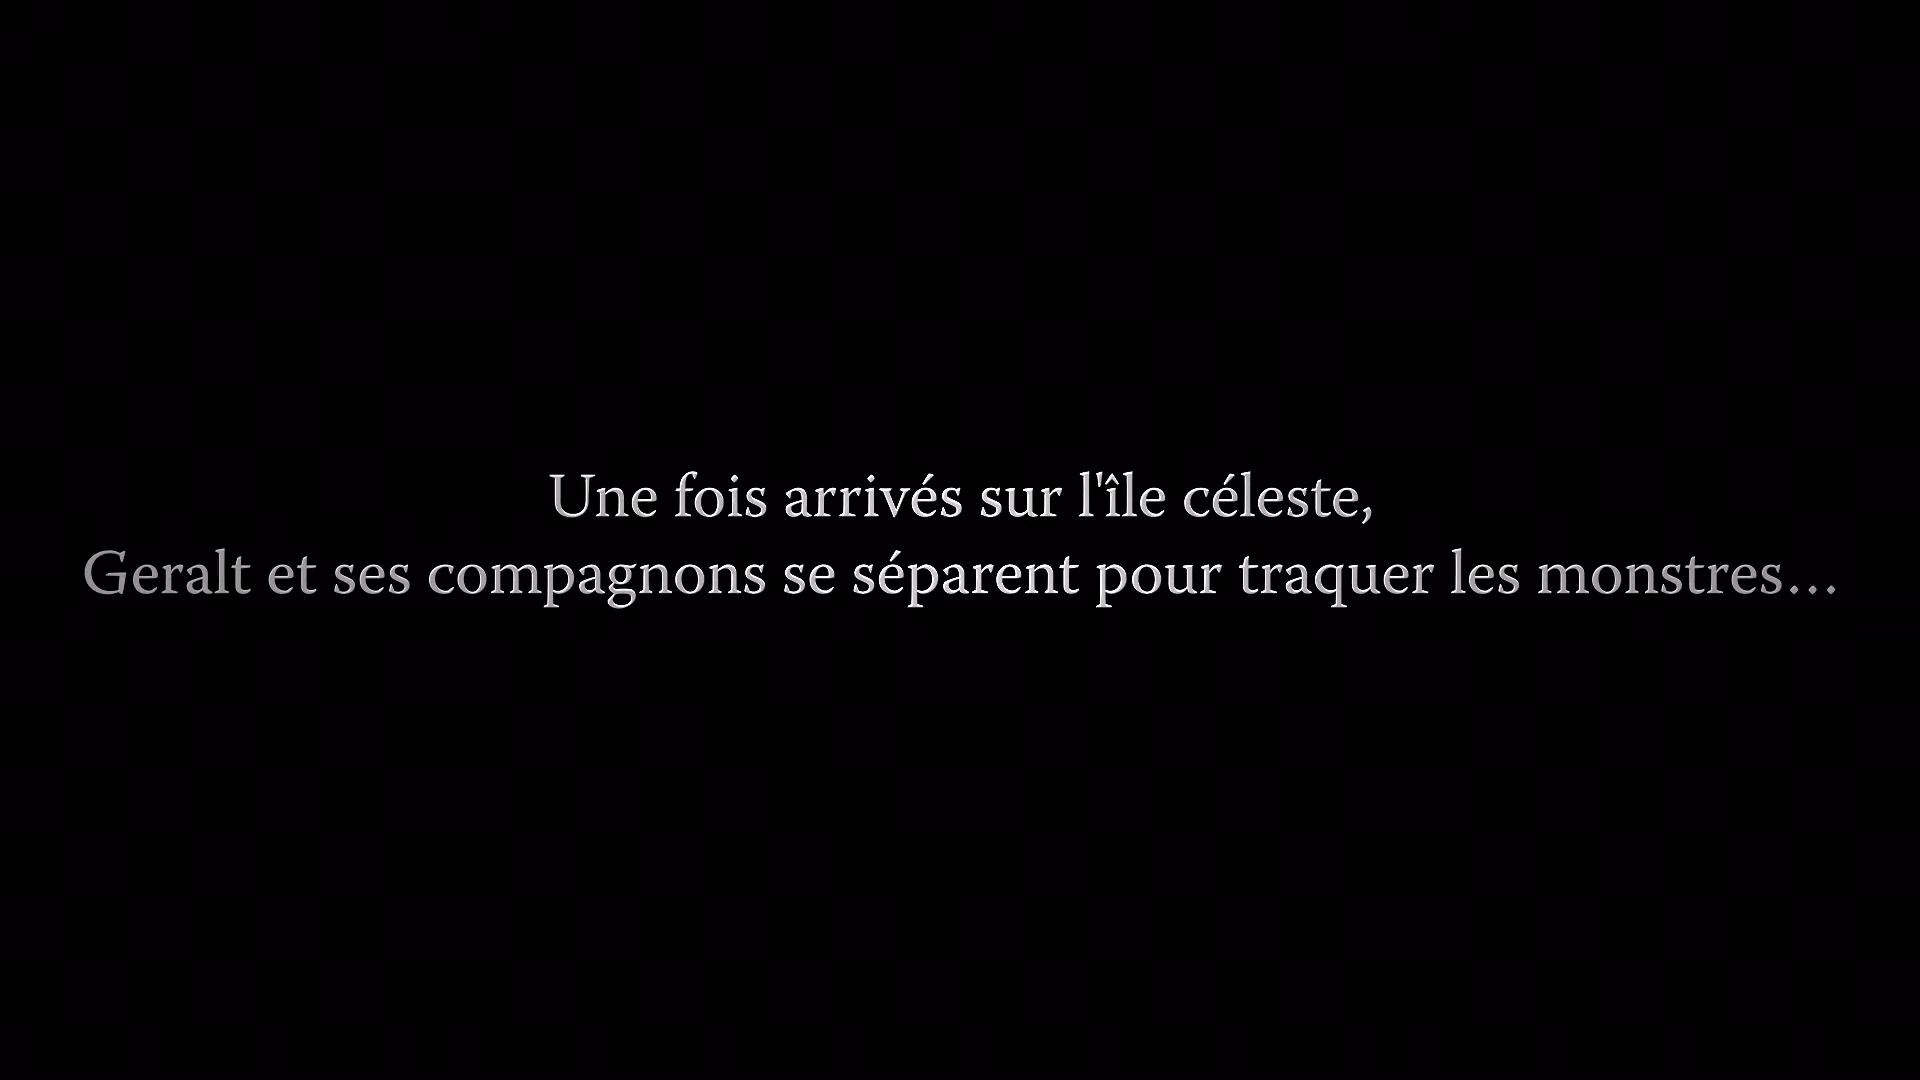 Une fois arrivés sur l'île céleste,
Geralt et ses compagnons se séparent pour traquer les monstres…